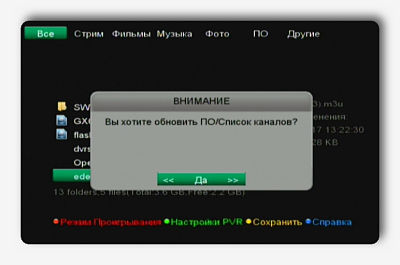 Все Стрим Фильмы Музыка Фото ПО Другие
SW
GX
flas
dvrs
Ope
ede
3).m3u
енения:
17 13:22:30
28 KB
ВНИМАНИЕ
Вы хотите обновить ПО/Список каналов?
<< Да >>
13 folders,5 files(Total:3.6 GB,Free:2.2 GB)
Режим Проигрывания Настройки PVR Сохранить Справка